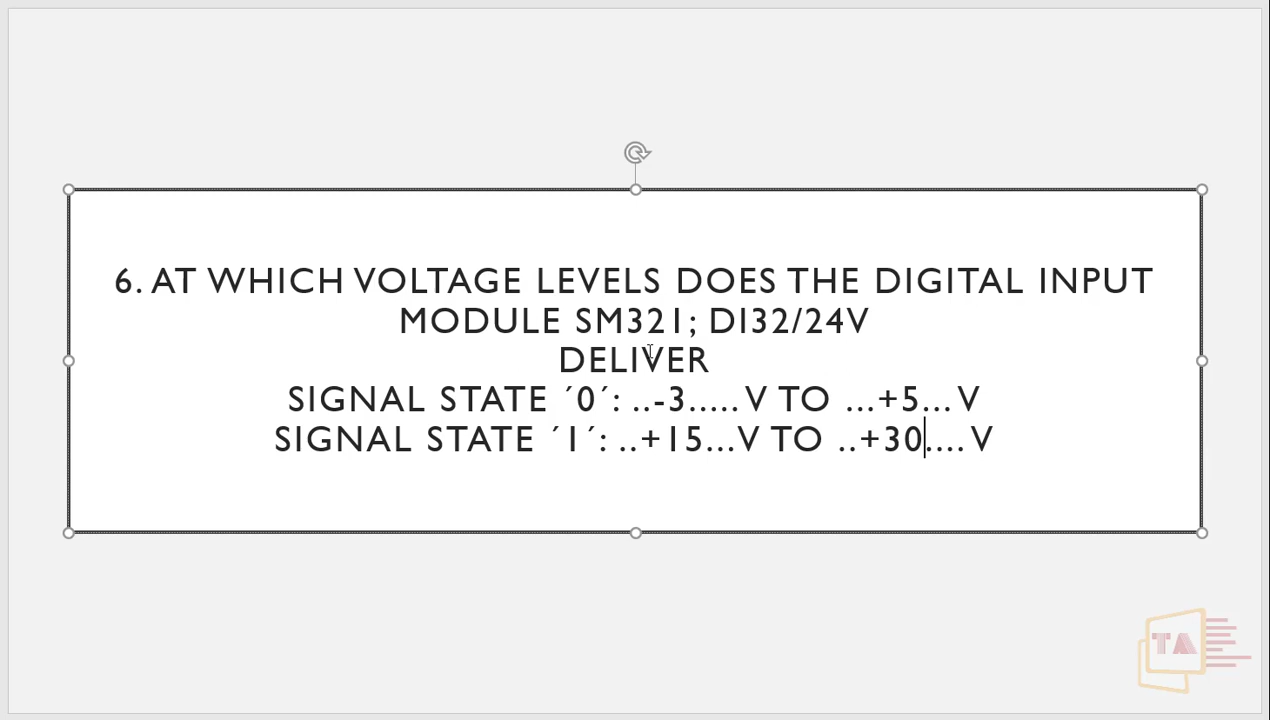 6. AT WHICH VOLTAGE LEVELS DOES THE DIGITAL INPUT
MODULE SM321; DI32/24V
DELIVER
SIGNAL STATE ´0´: ..-3.....V TO ...+5...V
SIGNAL STATE ´1´: ..+15...V TO ..+30....V
TA